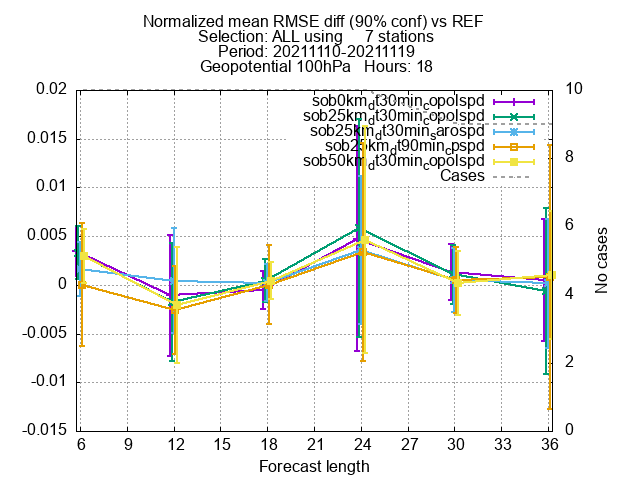 Normalized mean RMSE diff (90% conf) vs REF
Selection: ALL using     7 stations
Period: 20211110-20211119
Geopotential 100hPa   Hours: 18
0.02
0.015
0.01
0.005
0
-0.005
-0.01
-0.015
10
8
6
4
2
0
No cases
sob0km_dt30min_copolspd
sob25km_dt30min_copolspd
sob25km_dt30min_sarospd
sob25km_dt90min_cpspd
sob50km_dt30min_copolspd
Cases
6 9 12 15 18 21 24 27 30 33 36
Forecast length